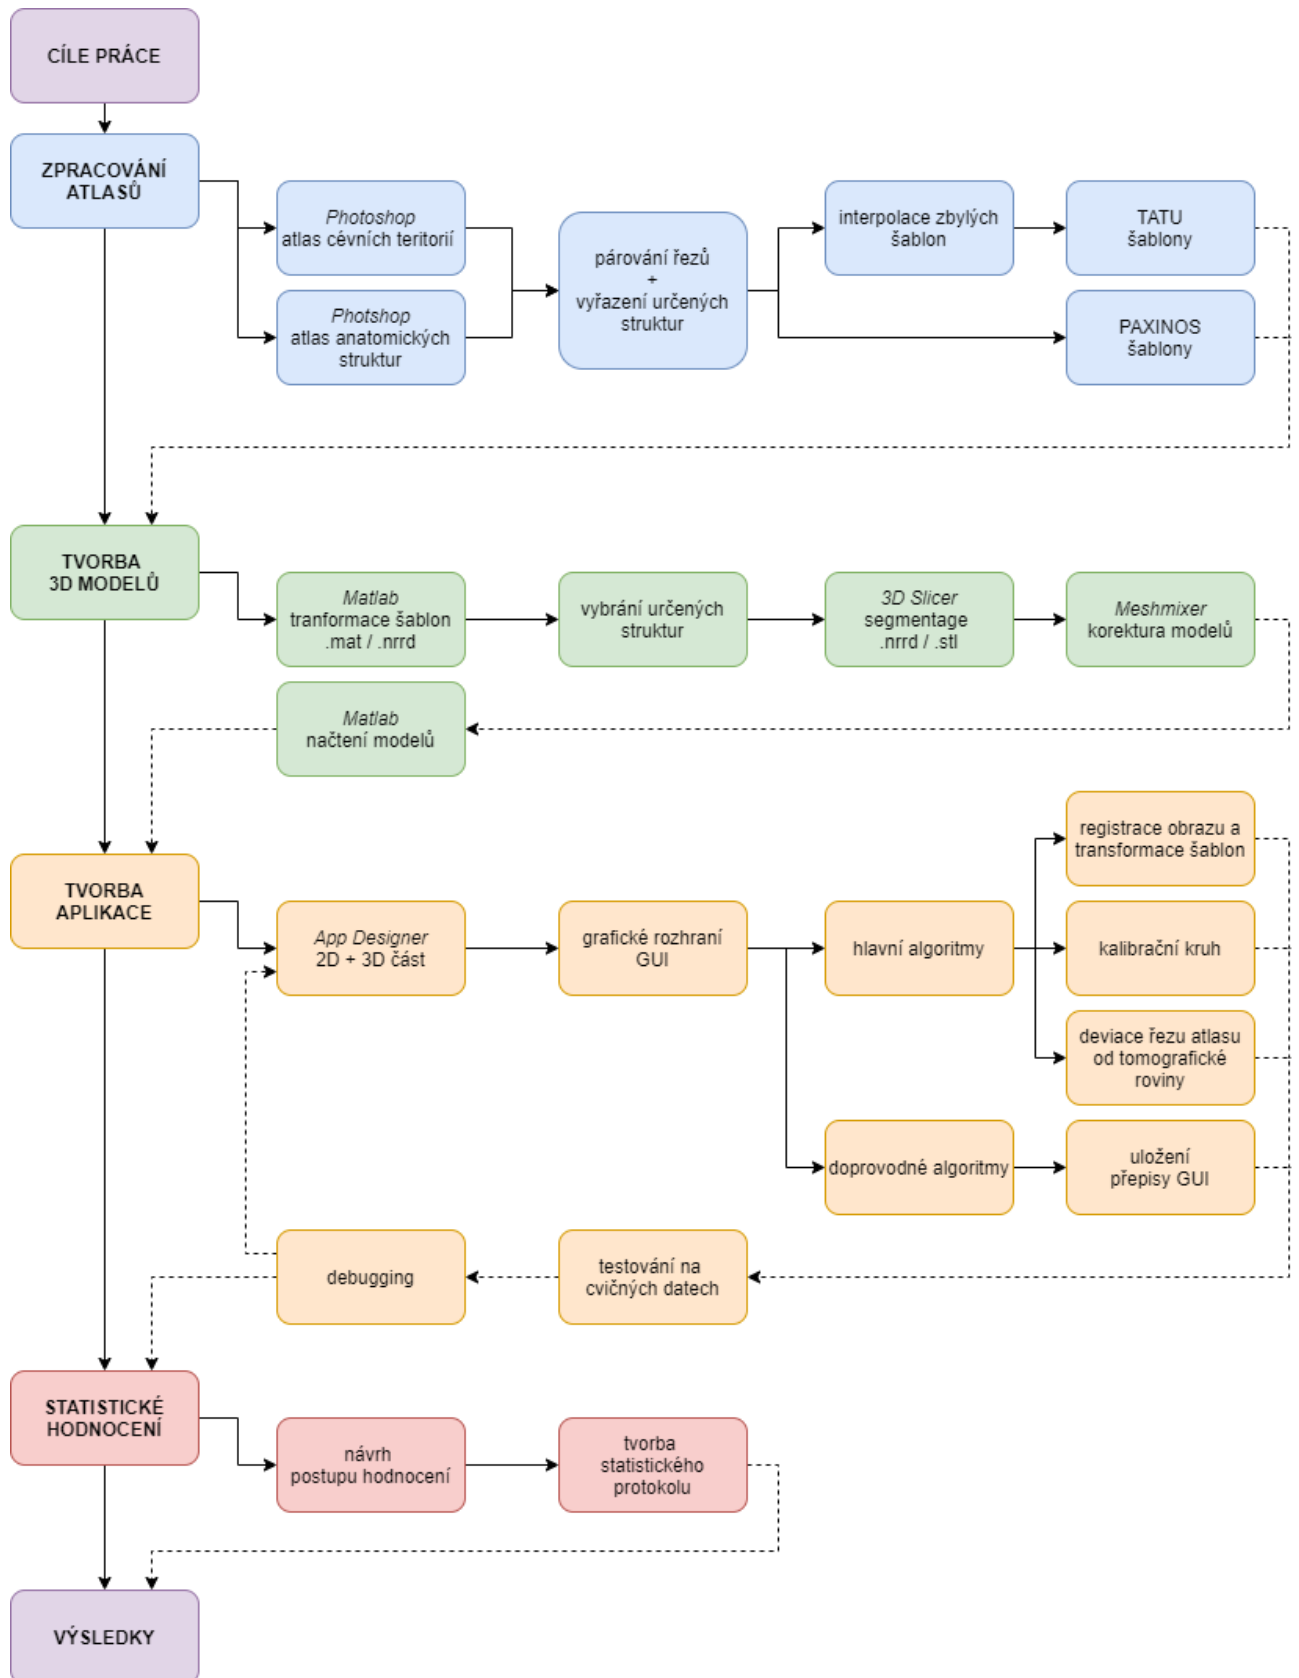 CÍLE PRÁCE
ZPRACOVÁNÍ
ATLASŮ
Photoshop
atlas cévních teritorií
Photshop
atlas anatomických
struktur
párování řezů
+
vyřazení určených
struktur
interpolace zbylých
šablon
TATU
šablony
PAXINOS
šablony
TVORBA
3D MODELŮ
Matlab
tranformace šablon
.mat / .nrrd
vybrání určených
struktur
3D Slicer
segmentage
.nrrd / .stl
Meshmixer
korektura modelů
Matlab
načtení modelů
TVORBA
APLIKACE
App Designer
2D + 3D část
grafické rozhraní
GUI
hlavní algoritmy
registrace obrazu a
transformace šablon
kalibrační kruh
deviace řezu atlasu
od tomografické
roviny
doprovodné algoritmy
uložení
přepisy GUI
testování na
cvičných datech
debugging
STATISTICKÉ
HODNOCENÍ
návrh
postupu hodnocení
tvorba
statistického
protokolu
VÝSLEDKY